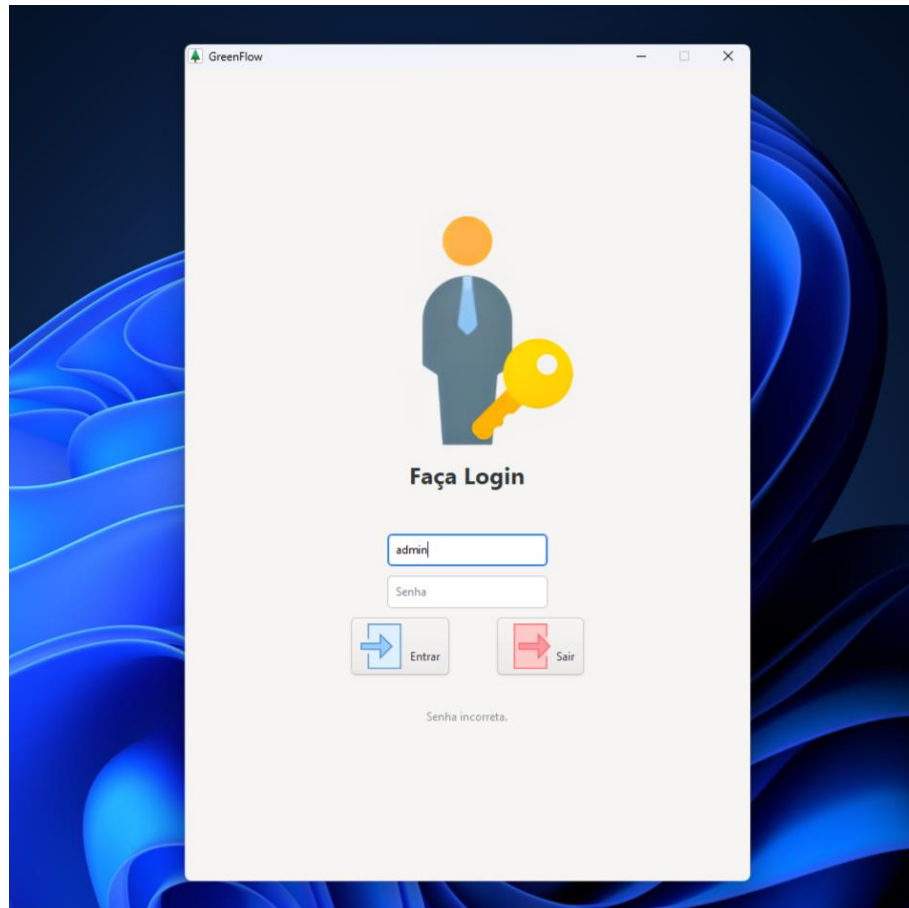 GreenFlow
Faça Login
admin
Senha
Entrar
Sair
Senha incorreta.